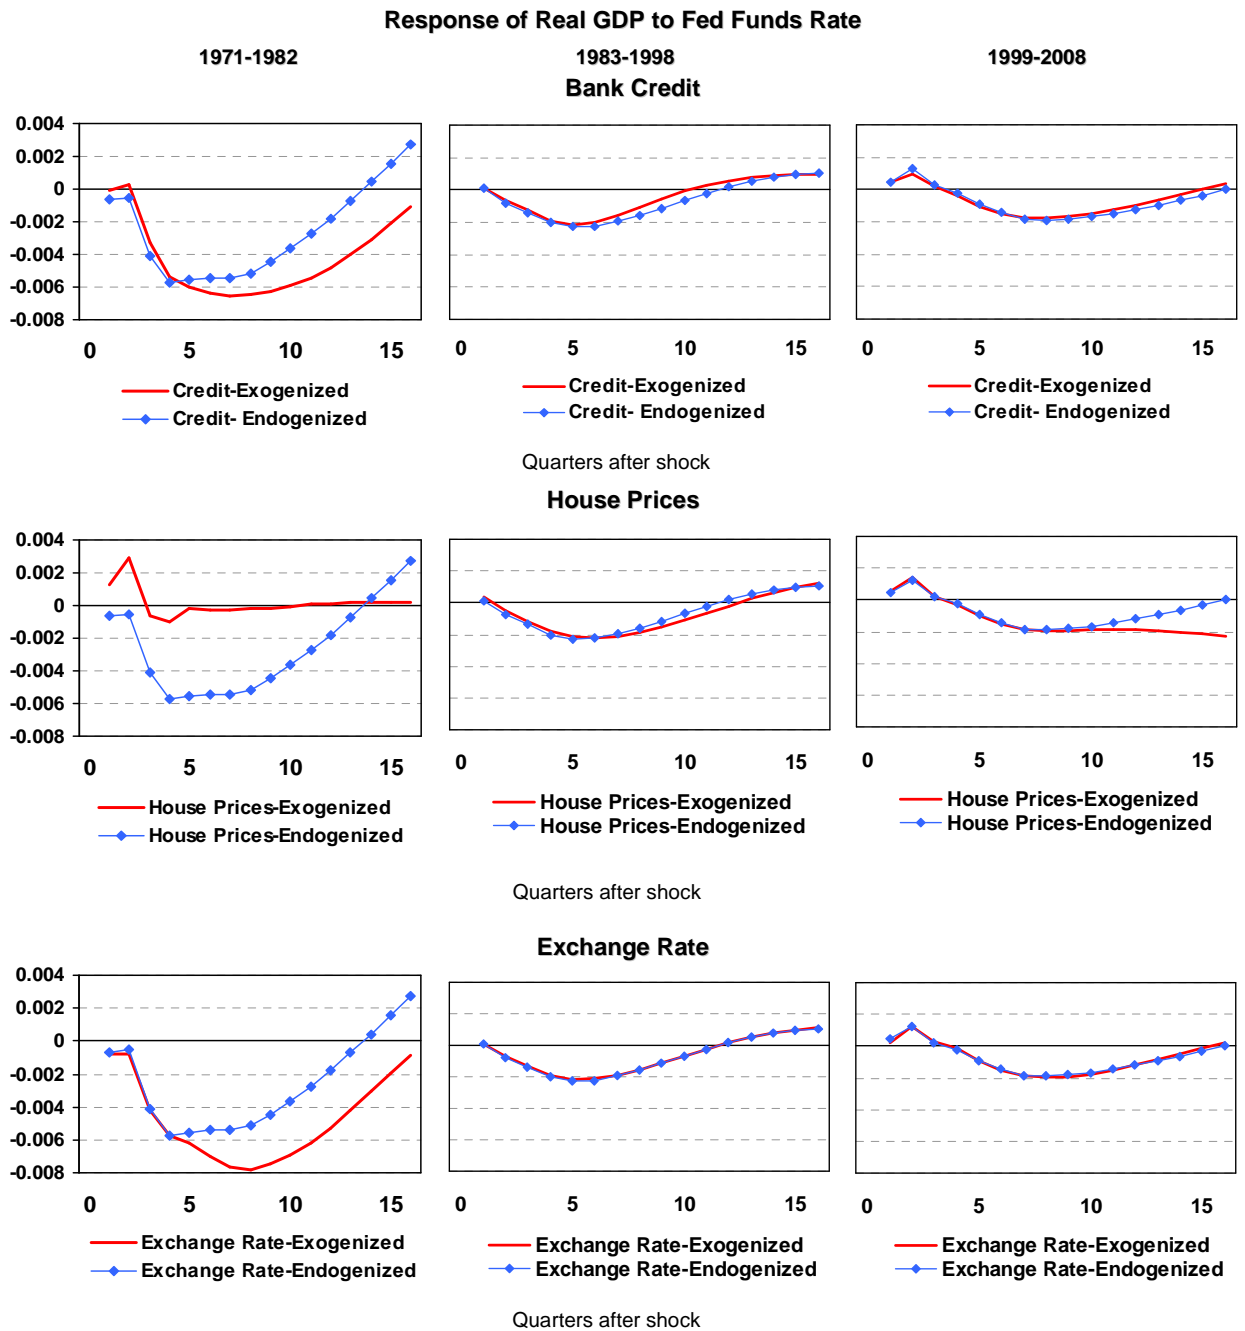 Response of Real GDP to Fed Funds Rate
1971-1982 1983-1998 1999-2008
Bank Credit
0.004
0.002
0
-0.002
-0.004
-0.006
-0.008
0 5 10 15 0 5 10 15 0 5 10 15
Credit-Exogenized Credit-Exogenized Credit-Exogenized
Credit- Endogenized Credit- Endogenized Credit- Endogenized
Quarters after shock
House Prices
0.004
0.002
0
-0.002
-0.004
-0.006
-0.008
0 5 10 15 0 5 10 15 0 5 10 15
House Prices-Exogenized House Prices-Exogenized House Prices-Exogenized
House Prices-Endogenized House Prices-Endogenized House Prices-Endogenized
Quarters after shock
Exchange Rate
0.004
0.002
0
-0.002
-0.004
-0.006
-0.008
0 5 10 15 0 5 10 15 0 5 10 15
Exchange Rate-Exogenized Exchange Rate-Exogenized Exchange Rate-Exogenized
Exchange Rate-Endogenized Exchange Rate-Endogenized Exchange Rate-Endogenized
Quarters after shock